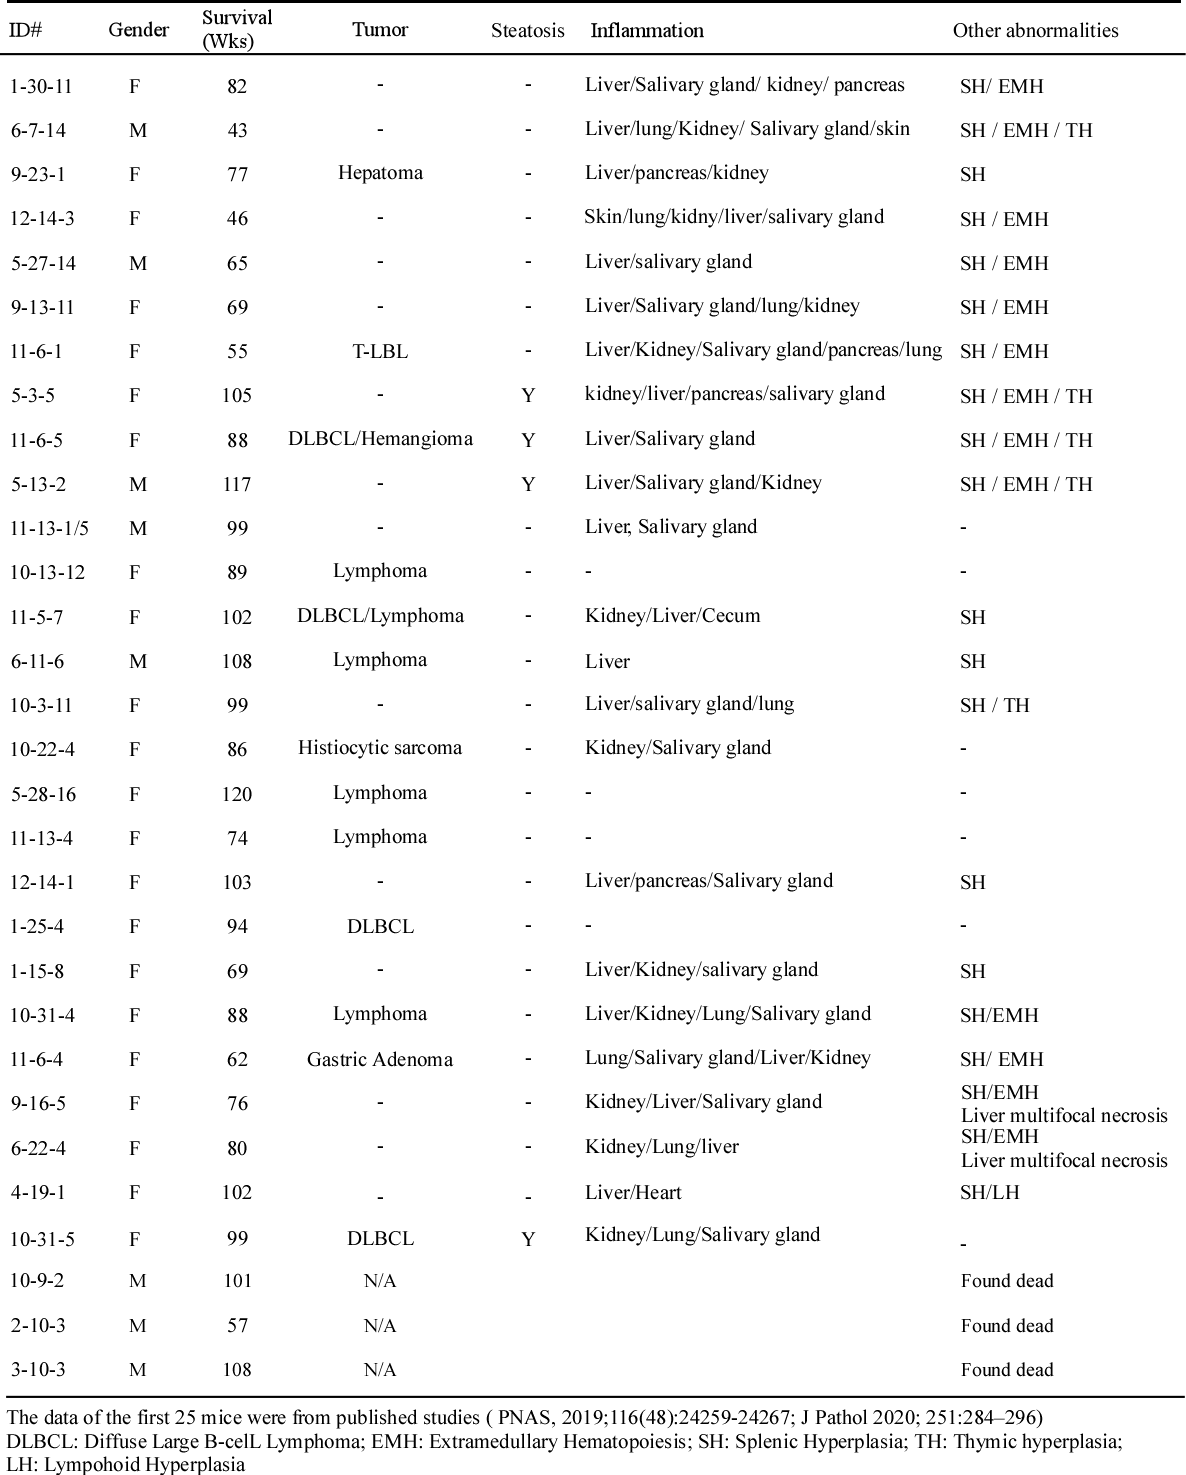 ID# Gender Survival (Wks) Tumor Steatosis Inflammation Other abnormalities
1-30-11 F 82 - - Liver/Salivary gland/ kidney/ pancreas SH/ EMH
6-7-14 M 43 - - Liver/lung/Kidney/ Salivary gland/skin SH / EMH / TH
9-23-1 F 77 Hepatoma - Liver/pancreas/kidney SH
12-14-3 F 46 - - Skin/lung/kidny/liver/salivary gland SH / EMH
5-27-14 M 65 - - Liver/salivary gland SH / EMH
9-13-11 F 69 - - Liver/Salivary gland/lung/kidney SH / EMH
11-6-1 F 55 T-LBL - Liver/Kidney/Salivary gland/pancreas/lung SH / EMH
5-3-5 F 105 - Y kidney/liver/pancreas/salivary gland SH / EMH / TH
11-6-5 F 88 DLBCL/Hemangioma Y Liver/Salivary gland SH / EMH / TH
5-13-2 M 117 - Y Liver/Salivary gland/Kidney SH / EMH / TH
11-13-1/5 M 99 - - Liver, Salivary gland -
10-13-12 F 89 Lymphoma - - -
11-5-7 F 102 DLBCL/Lymphoma - Kidney/Liver/Cecum SH
6-11-6 M 108 Lymphoma - Liver SH
10-3-11 F 99 - - Liver/salivary gland/lung SH / TH
10-22-4 F 86 Histiocytic sarcoma - Kidney/Salivary gland -
5-28-16 F 120 Lymphoma - - -
11-13-4 F 74 Lymphoma - - -
12-14-1 F 103 - - Liver/pancreas/Salivary gland SH
1-25-4 F 94 DLBCL - - -
1-15-8 F 69 - - Liver/Kidney/salivary gland SH
10-31-4 F 88 Lymphoma - Liver/Kidney/Lung/Salivary gland SH/EMH
11-6-4 F 62 Gastric Adenoma - Lung/Salivary gland/Liver/Kidney SH/ EMH
9-16-5 F 76 - - Kidney/Liver/Salivary gland SH/EMH
Liver multifocal necrosis
6-22-4 F 80 - - Kidney/Lung/liver SH/EMH
Liver multifocal necrosis
4-19-1 F 102 - - Liver/Heart SH/LH
10-31-5 F 99 DLBCL Y Kidney/Lung/Salivary gland -
10-9-2 M 101 N/A Found dead
2-10-3 M 57 N/A Found dead
3-10-3 M 108 N/A Found dead
The data of the first 25 mice were from published studies ( PNAS, 2019;116(48):24259-24267; J Pathol 2020; 251:284–296)
DLBCL: Diffuse Large B-celL Lymphoma; EMH: Extramedullary Hematopoiesis; SH: Splenic Hyperplasia; TH: Thymic hyperplasia;
LH: Lympohoid Hyperplasia